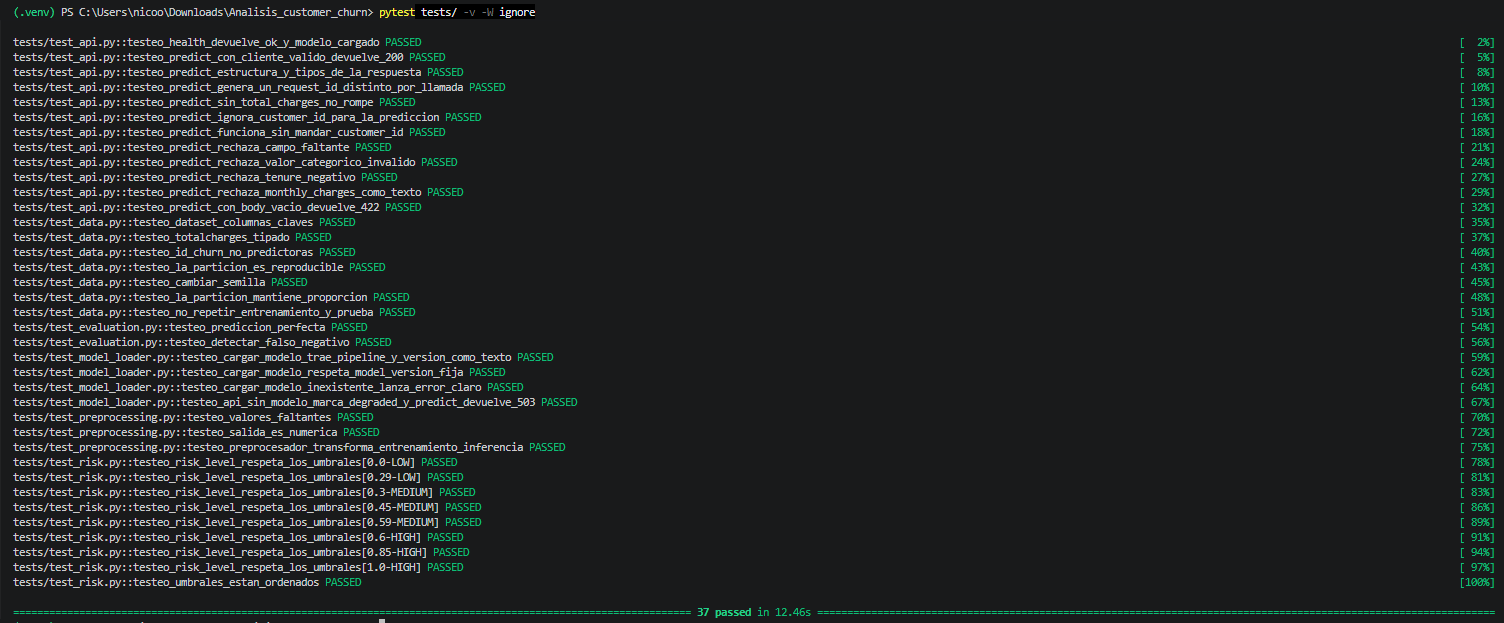 (.venv) PS C:\Users\nicoo\Downloads\Analisis_customer_churn> pytest tests/ -v -W ignore
tests/test_api.py::testeo_health_devuelve_ok_y_modelo_cargado PASSED [  2%]
tests/test_api.py::testeo_predict_con_cliente_valido_devuelve_200 PASSED [  5%]
tests/test_api.py::testeo_predict_estructura_y_tipos_de_la_respuesta PASSED [  8%]
tests/test_api.py::testeo_predict_genera_un_request_id_distinto_por_llamada PASSED [ 10%]
tests/test_api.py::testeo_predict_sin_total_charges_no_rompe PASSED [ 13%]
tests/test_api.py::testeo_predict_ignora_customer_id_para_la_prediccion PASSED [ 16%]
tests/test_api.py::testeo_predict_funciona_sin_mandar_customer_id PASSED [ 18%]
tests/test_api.py::testeo_predict_rechaza_campo_faltante PASSED [ 21%]
tests/test_api.py::testeo_predict_rechaza_valor_categorico_invalido PASSED [ 24%]
tests/test_api.py::testeo_predict_rechaza_tenure_negativo PASSED [ 27%]
tests/test_api.py::testeo_predict_rechaza_monthly_charges_como_texto PASSED [ 29%]
tests/test_api.py::testeo_predict_con_body_vacio_devuelve_422 PASSED [ 32%]
tests/test_data.py::testeo_dataset_columnas_claves PASSED [ 35%]
tests/test_data.py::testeo_totalcharges_tipado PASSED [ 37%]
tests/test_data.py::testeo_id_churn_no_predictoras PASSED [ 40%]
tests/test_data.py::testeo_la_particion_es_reproducible PASSED [ 43%]
tests/test_data.py::testeo_cambiar_semilla PASSED [ 45%]
tests/test_data.py::testeo_la_particion_mantiene_proporcion PASSED [ 48%]
tests/test_data.py::testeo_no_repetir_entrenamiento_y_prueba PASSED [ 51%]
tests/test_evaluation.py::testeo_prediccion_perfecta PASSED [ 54%]
tests/test_evaluation.py::testeo_detectar_falso_negativo PASSED [ 56%]
tests/test_model_loader.py::testeo_cargar_modelo_trae_pipeline_y_version_como_texto PASSED [ 59%]
tests/test_model_loader.py::testeo_cargar_modelo_respeta_model_version_fija PASSED [ 62%]
tests/test_model_loader.py::testeo_cargar_modelo_inexistente_lanza_error_claro PASSED [ 64%]
tests/test_model_loader.py::testeo_api_sin_modelo_marca_degraded_y_predict_devuelve_503 PASSED [ 67%]
tests/test_preprocessing.py::testeo_valores_faltantes PASSED [ 70%]
tests/test_preprocessing.py::testeo_salida_es_numerica PASSED [ 72%]
tests/test_preprocessing.py::testeo_preprocesador_transforma_entrenamiento_inferencia PASSED [ 75%]
tests/test_risk.py::testeo_risk_level_respeta_los_umbrales[0.0-LOW] PASSED [ 78%]
tests/test_risk.py::testeo_risk_level_respeta_los_umbrales[0.29-LOW] PASSED [ 81%]
tests/test_risk.py::testeo_risk_level_respeta_los_umbrales[0.3-MEDIUM] PASSED [ 83%]
tests/test_risk.py::testeo_risk_level_respeta_los_umbrales[0.45-MEDIUM] PASSED [ 86%]
tests/test_risk.py::testeo_risk_level_respeta_los_umbrales[0.59-MEDIUM] PASSED [ 89%]
tests/test_risk.py::testeo_risk_level_respeta_los_umbrales[0.6-HIGH] PASSED [ 91%]
tests/test_risk.py::testeo_risk_level_respeta_los_umbrales[0.85-HIGH] PASSED [ 94%]
tests/test_risk.py::testeo_risk_level_respeta_los_umbrales[1.0-HIGH] PASSED [ 97%]
tests/test_risk.py::testeo_umbrales_estan_ordenados PASSED [100%]
37 passed in 12.46s